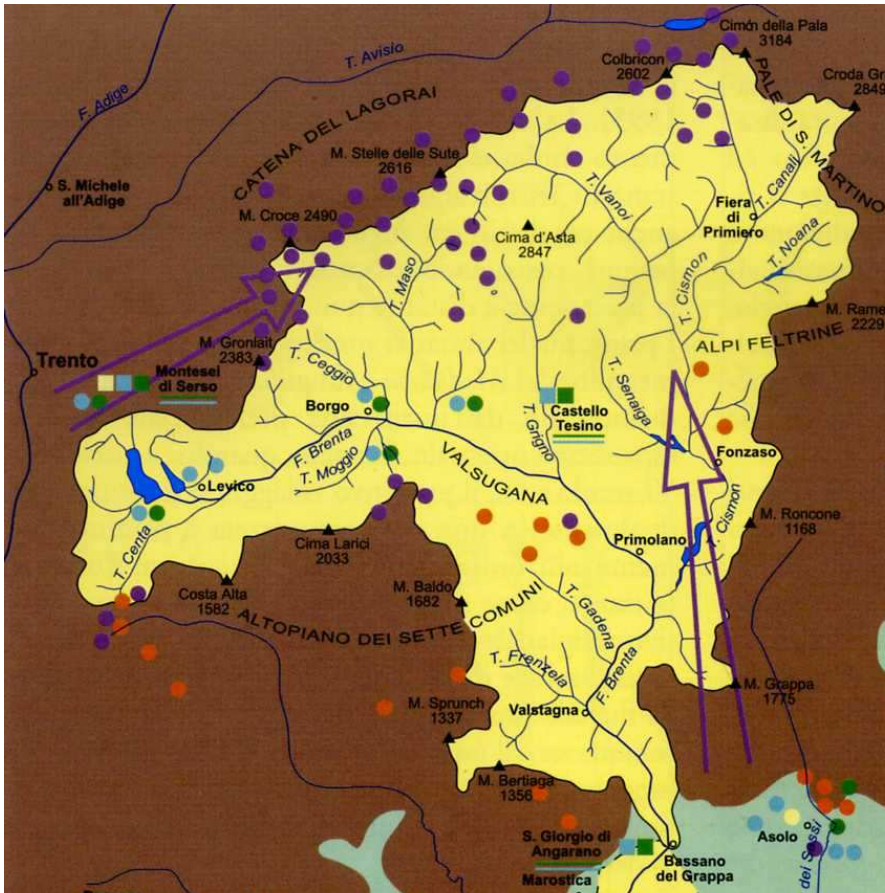 Cimón della Pala
3184
T. Avisio
Colbricon
2602
PALE DI S. MARTINO
Croda Gr
2849
F. Adige
CATENA DEL LAGORAI
M. Stelle delle Sute
2616
S. Michele
all'Adige
T. Vanoi
T. Canali
Fiera
di
Primiero
M. Croce 2490
Cima d'Asta
2847
T. Noana
T. Maso
T. Cismon
M. Rame
2229
M. Gronlait
2383
ALPI FELTRINE
Trento
T. Ceggio
Montesel
di Serso
T. Senaiga
Borgo
Castello
Tesino
T. Grigno
F. Brenta
T. Moggio
VALSUGANA
Fonzaso
Levico
T. Cismon
M. Roncone
1168
T. Centa
Cima Larici
2033
Primolano
Costa Alta
1582
M. Baldo
1682
ALTOPIANO DEI SETTE COMUNI
T. Gadena
T. Frenzela
F. Brenta
M. Grappa
1775
M. Sprunch
1337
Valstagna
M. Bertiaga
1356
S. Giorgio di
Angarano
Marostica
Bassano
del Grappa
Asolo
dei Sassi